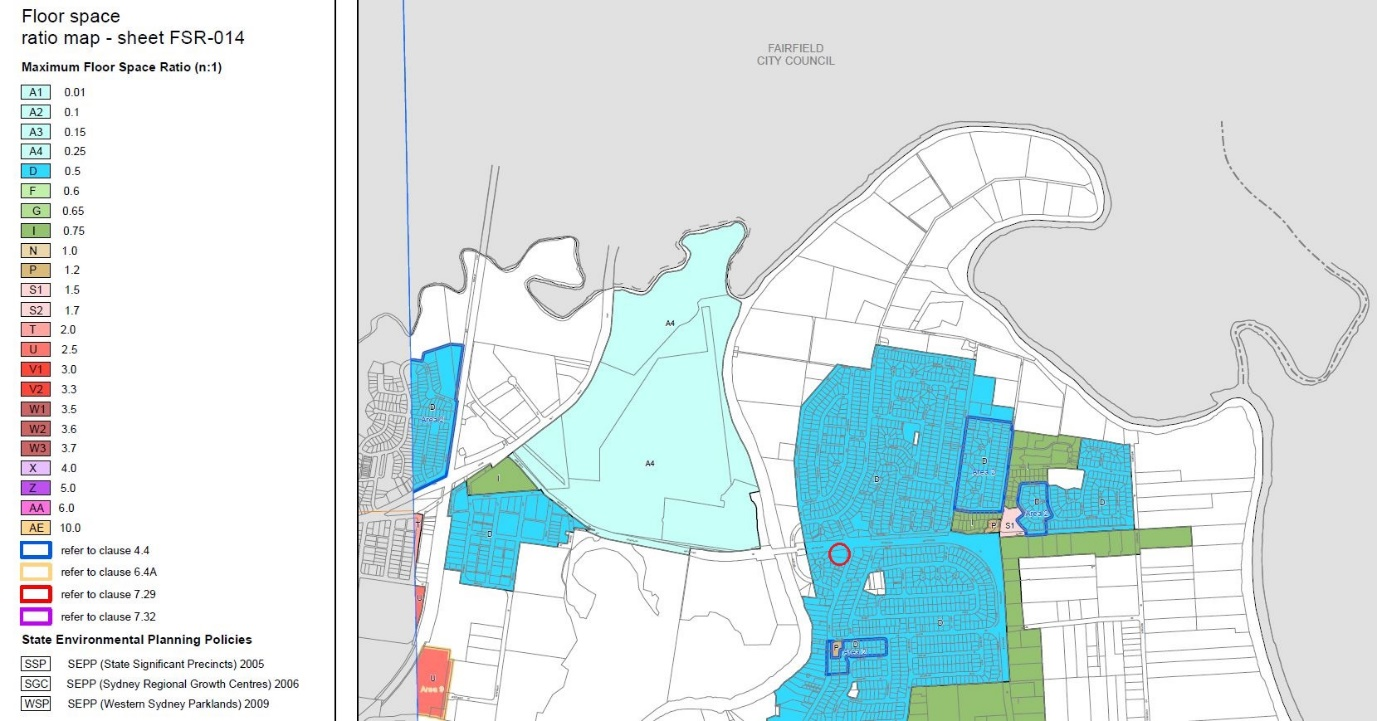 Floor space
ratio map - sheet FSR-014
Maximum Floor Space Ratio (n:1)
A1 0.01
A2 0.1
A3 0.15
A4 0.25
D 0.5
F 0.6
G 0.65
I 0.75
N 1.0
P 1.2
S1 1.5
S2 1.7
T 2.0
U 2.5
V1 3.0
V2 3.3
W1 3.5
W2 3.6
W3 3.7
X 4.0
Z 5.0
AA 6.0
AE 10.0
refer to clause 4.4
refer to clause 6.4A
refer to clause 7.29
refer to clause 7.32
State Environmental Planning Policies
SSP SEPP (State Significant Precincts) 2005
SGC SEPP (Sydney Regional Growth Centres) 2006
WSP SEPP (Western Sydney Parklands) 2009
FAIRFIELD
CITY COUNCIL
A4
D
A4
D
I
D
D
D
Area 2
D
T
D
P
S1
D
P
D
U
Area 9